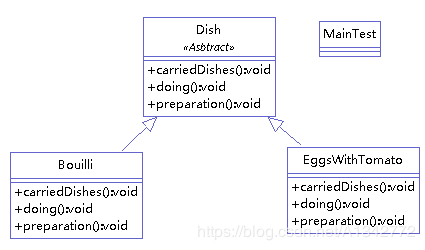 Dish
«Asbtract»
+carriedDishes():void
+doing():void
+preparation():void
MainTest
Bouilli
+carriedDishes():void
+doing():void
+preparation():void
EggsWithTomato
+carriedDishes():void
+doing():void
+preparation():void